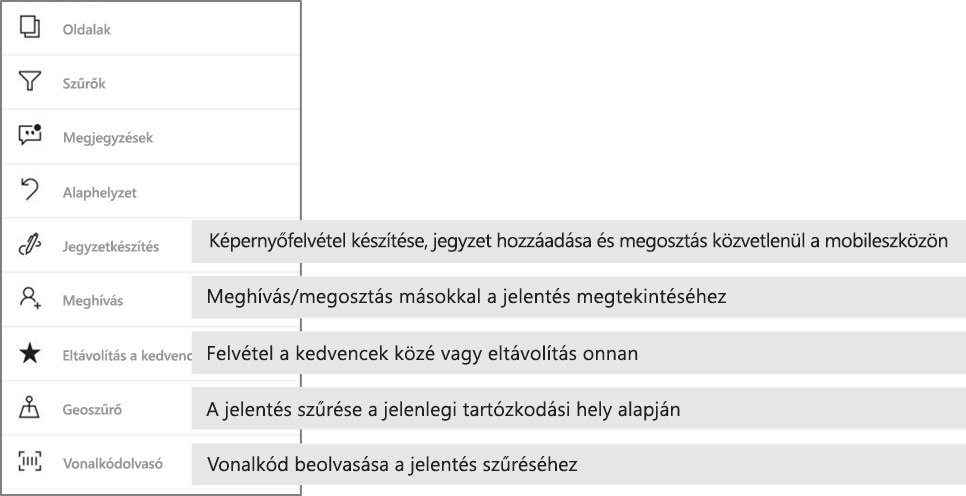 Oldalak
Szűrők
Megjegyzések
Alaphelyzet
Jegyzetkészítés Képernyőfelvétel készítése, jegyzet hozzáadása és megosztás közvetlenül a mobileszközön
Meghívás Meghívás/megosztás másokkal a jelentés megtekintéséhez
Eltávolítás a kedvenc Felvétel a kedvencek közé vagy eltávolítás onnan
Geoszűrő A jelentés szűrése a jelenlegi tartózkodási hely alapján
Vonalkódolvasó Vonalkód beolvasása a jelentés szűréséhez